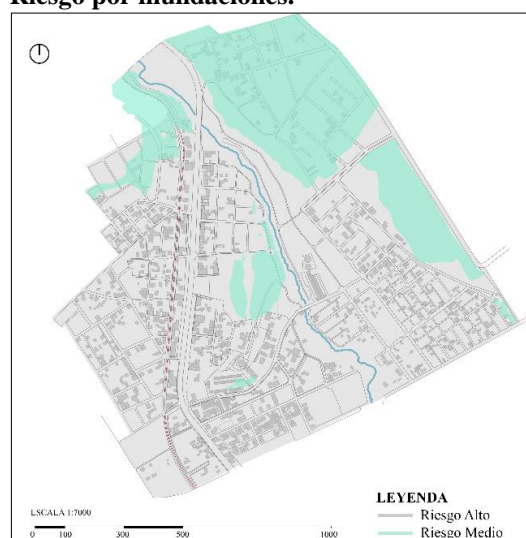 Riesgo por inundaciones.
ESCALA 1:7000
0 100 300 500 1000
LEYENDA
Riesgo Alto
Riesgo Medio